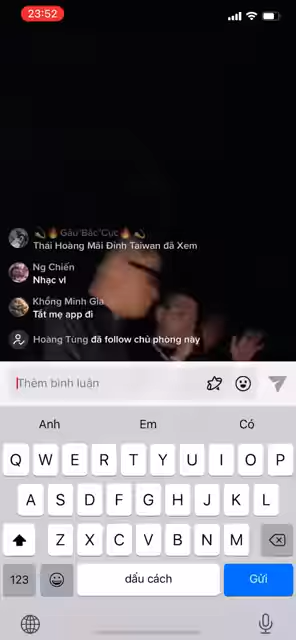 23:52
Gấu Bắc Cực
Thái Hoàng Mãi Đỉnh Taiwan đã Xem
Ng Chiến
Nhạc vl
Khổng Minh Gia
Tắt mẹ app đi
Hoàng Tùng đã follow chủ phòng này
Thêm bình luận
Anh Em Có
Q W E R T Y U I O P
A S D F G H J K L
Z X C V B N M
123 dấu cách Gửi